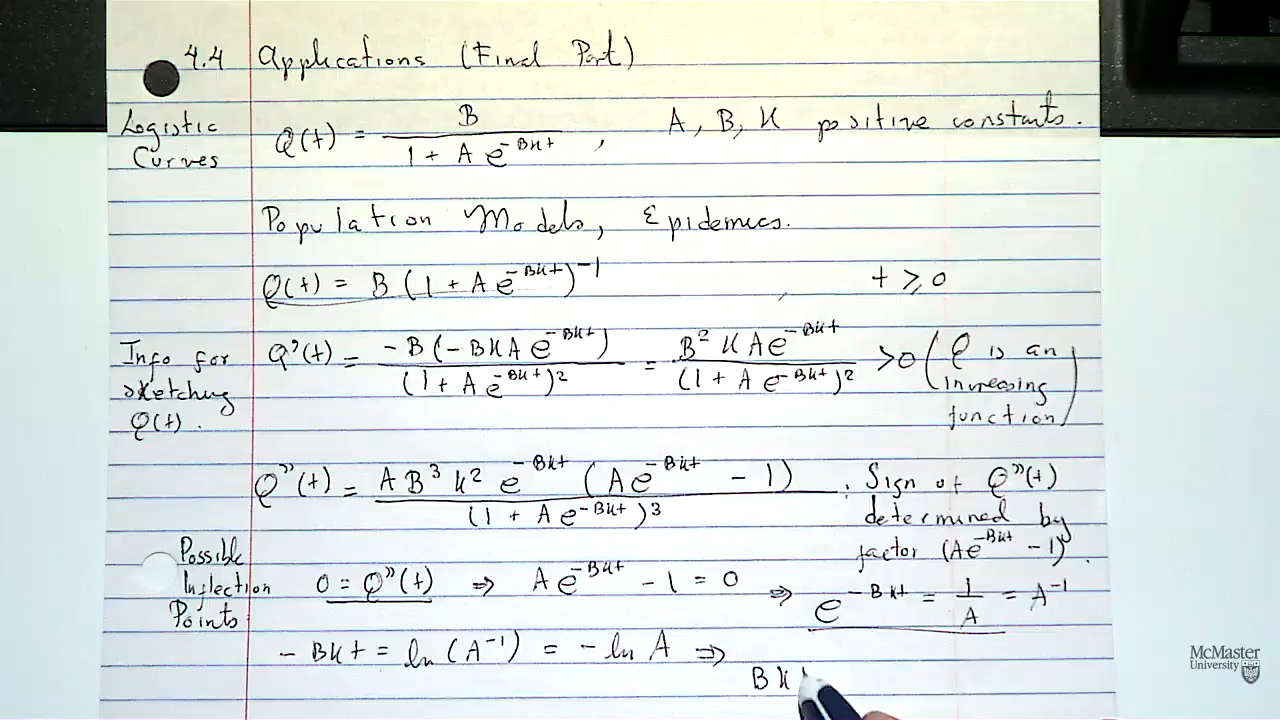 4.4 Applications (Final Part)
Logistic Curves
Q(t) = B / (1 + A e^{-Bkt}) , A, B, k positive constants.
Population Models, Epidemics.
Q(t) = B (1 + A e^{-Bkt})^{-1} t ≥ 0
Info for sketching Q(t).
Q'(t) = -B (-BkA e^{-Bkt}) / (1 + A e^{-Bkt})^2 = B^2 k A e^{-Bkt} / (1 + A e^{-Bkt})^2 > 0 (Q is an increasing function)
Q''(t) = A B^3 k^2 e^{-Bkt} (A e^{-Bkt} - 1) / (1 + A e^{-Bkt})^3 . Sign of Q''(t) determined by factor (A e^{-Bkt} - 1).
Possible Inflection Points
0 = Q''(t) ⇒ A e^{-Bkt} - 1 = 0 ⇒ e^{-Bkt} = 1/A = A^{-1}
- Bkt = ln(A^{-1}) = - ln A ⇒
Bk
McMaster
University